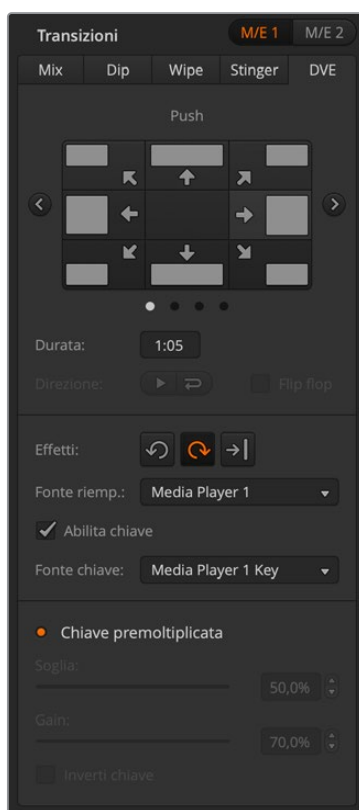 Transizioni M/E 1 M/E 2
Mix Dip Wipe Stinger DVE
Push
Durata: 1:05
Direzione: Flip flop
Effetti:
Fonte riemp.: Media Player 1
Abilita chiave
Fonte chiave: Media Player 1 Key
Chiave premoltiplicata
Soglia:
50,0%
Gain:
70,0%
Inverti chiave